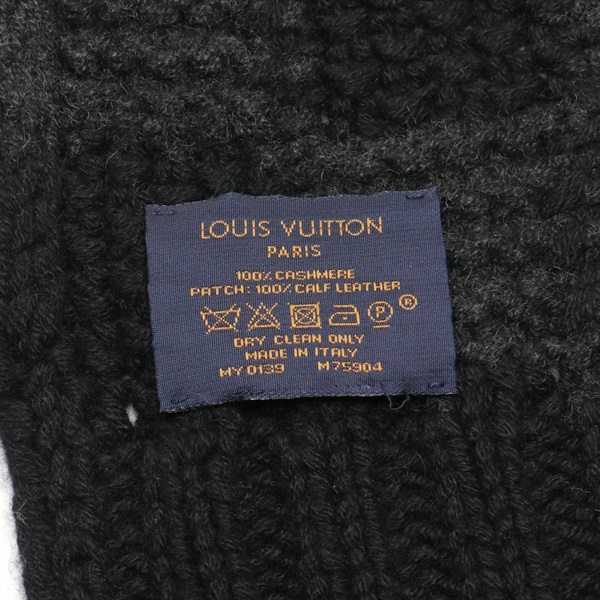 LOUIS VUITTON
PARIS
100% CASHMERE
PATCH: 100% CALF LEATHER
P ®
DRY CLEAN ONLY
MADE IN ITALY
MY 0139 M75904